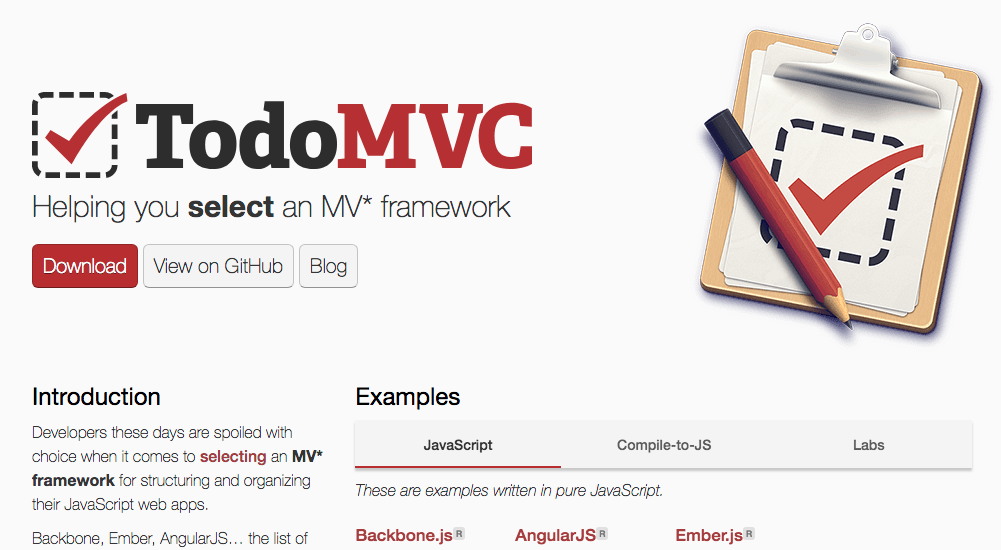 TodoMVC
Helping you select an MV* framework
Download
View on GitHub
Blog
Introduction
Developers these days are spoiled with
choice when it comes to selecting an MV*
framework for structuring and organizing
their JavaScript web apps.
Backbone, Ember, AngularJS… the list of
Examples
JavaScript
Compile-to-JS
Labs
These are examples written in pure JavaScript.
Backbone.js R
AngularJS R
Ember.js R